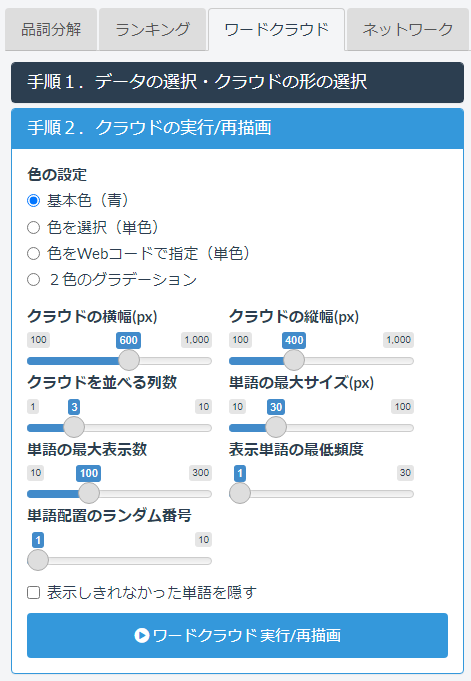 品詞分解 ランキング ワードクラウド ネットワーク
手順１．データの選択・クラウドの形の選択
手順２．クラウドの実行/再描画
色の設定
基本色（青）
色を選択（単色）
色をWebコードで指定（単色）
２色のグラデーション
クラウドの横幅(px) クラウドの縦幅(px)
100 600 1,000 100 400 1,000
クラウドを並べる列数 単語の最大サイズ(px)
1 3 10 10 30 100
単語の最大表示数 表示単語の最低頻度
10 100 300 1 30
単語配置のランダム番号
1 10
表示しきれなかった単語を隠す
ワードクラウド 実行/再描画